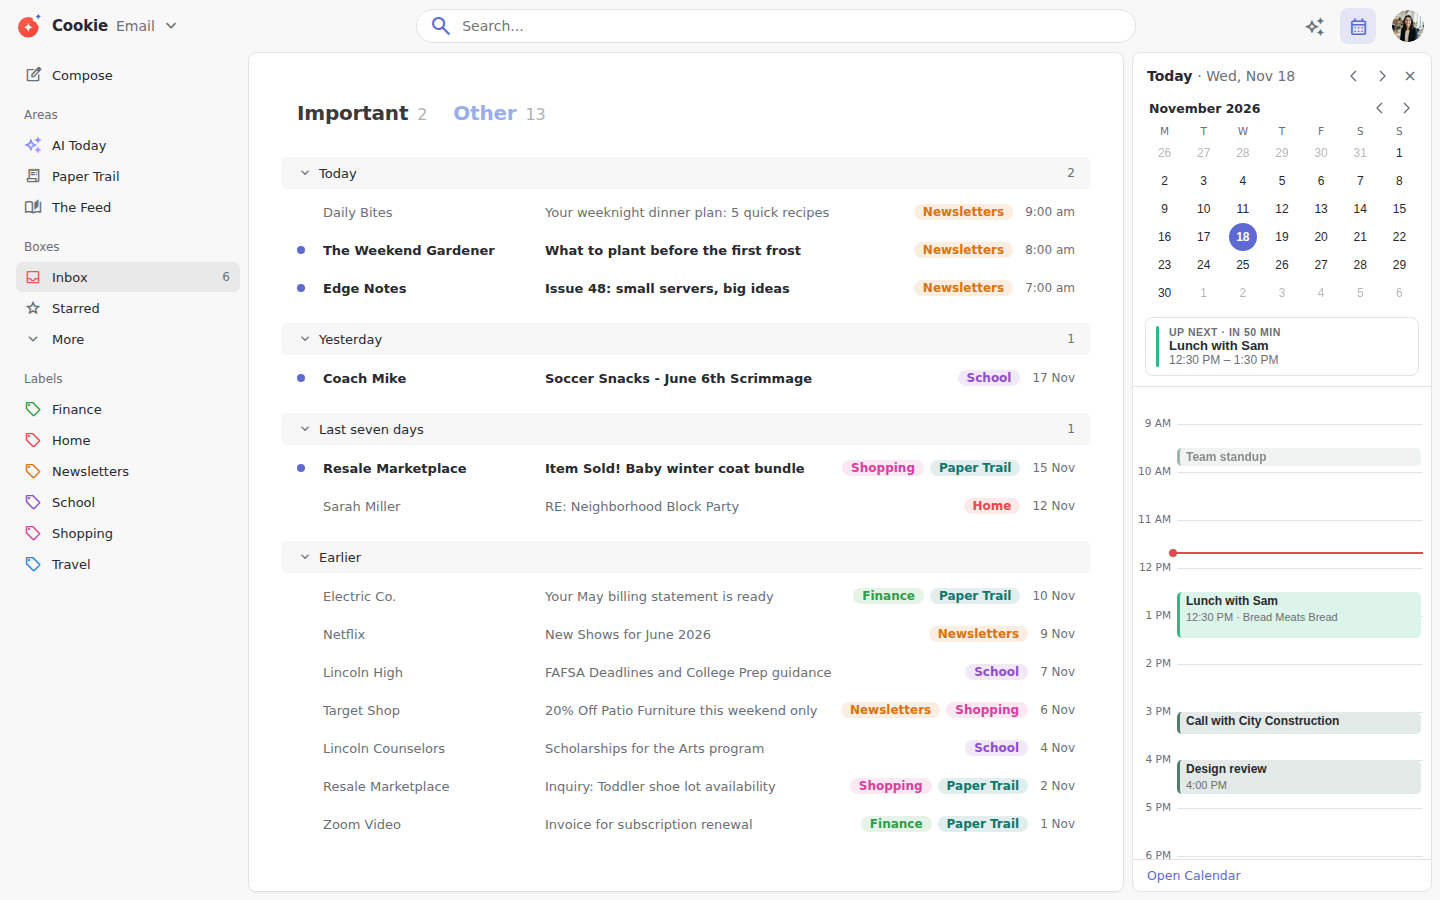 Cookie Email
Search...
Compose
Areas
AI Today
Paper Trail
The Feed
Boxes
Inbox 6
Starred
More
Labels
Finance
Home
Newsletters
School
Shopping
Travel
Important 2 Other 13
Today 2
Daily Bites Your weeknight dinner plan: 5 quick recipes Newsletters 9:00 am
The Weekend Gardener What to plant before the first frost Newsletters 8:00 am
Edge Notes Issue 48: small servers, big ideas Newsletters 7:00 am
Yesterday 1
Coach Mike Soccer Snacks - June 6th Scrimmage School 17 Nov
Last seven days 1
Resale Marketplace Item Sold! Baby winter coat bundle Shopping Paper Trail 15 Nov
Sarah Miller RE: Neighborhood Block Party Home 12 Nov
Earlier
Electric Co. Your May billing statement is ready Finance Paper Trail 10 Nov
Netflix New Shows for June 2026 Newsletters 9 Nov
Lincoln High FAFSA Deadlines and College Prep guidance School 7 Nov
Target Shop 20% Off Patio Furniture this weekend only Newsletters Shopping 6 Nov
Lincoln Counselors Scholarships for the Arts program School 4 Nov
Resale Marketplace Inquiry: Toddler shoe lot availability Shopping Paper Trail 2 Nov
Zoom Video Invoice for subscription renewal Finance Paper Trail 1 Nov
Today · Wed, Nov 18
November 2026
M T W T F S S
26 27 28 29 30 31 1
2 3 4 5 6 7 8
9 10 11 12 13 14 15
16 17 18 19 20 21 22
23 24 25 26 27 28 29
30 1 2 3 4 5 6
UP NEXT · IN 50 MIN
Lunch with Sam
12:30 PM – 1:30 PM
9 AM
Team standup
10 AM
11 AM
12 PM
Lunch with Sam
1 PM 12:30 PM · Bread Meats Bread
2 PM
3 PM
Call with City Construction
4 PM
Design review
4:00 PM
5 PM
6 PM
Open Calendar